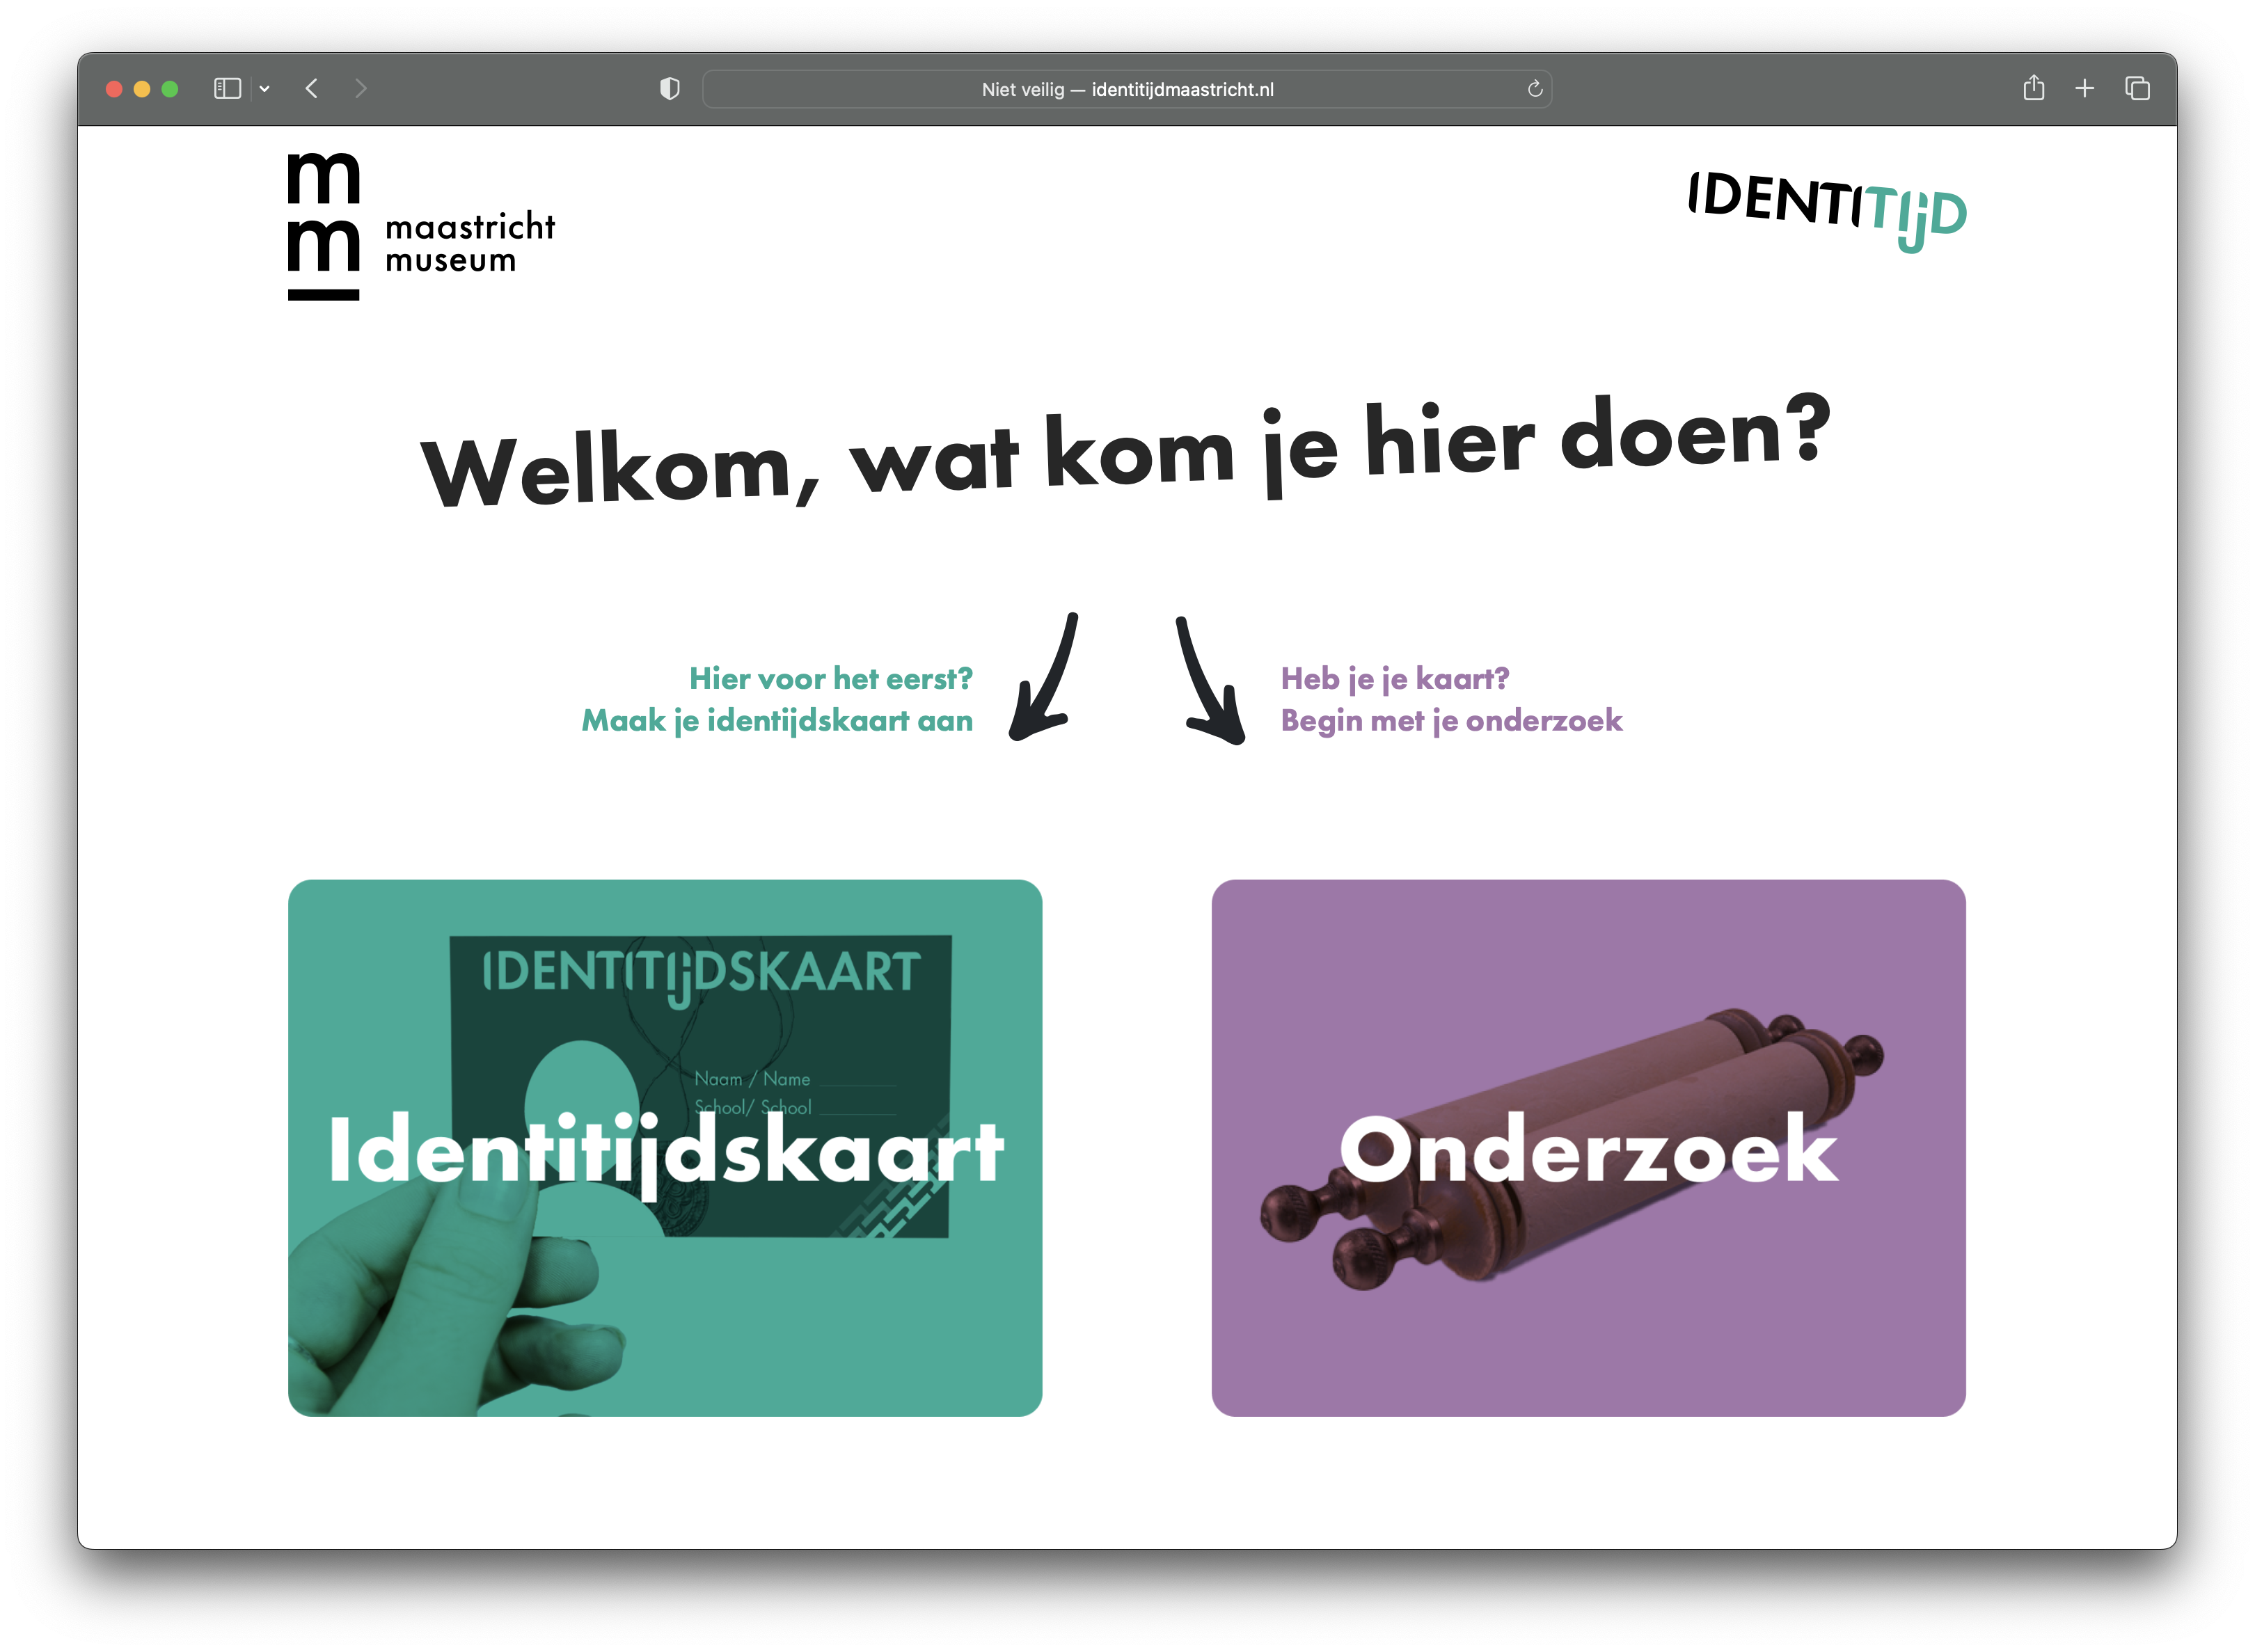 Niet veilig — identitijdmaastricht.nl
mm
maastricht
museum
IDENTITIJD
Welkom, wat kom je hier doen?
Hier voor het eerst?
Maak je identijdskaart aan
Heb je je kaart?
Begin met je onderzoek
IDENTITIJDSKAART
Naam / Name
School/ School
Identitijdskaart
Onderzoek